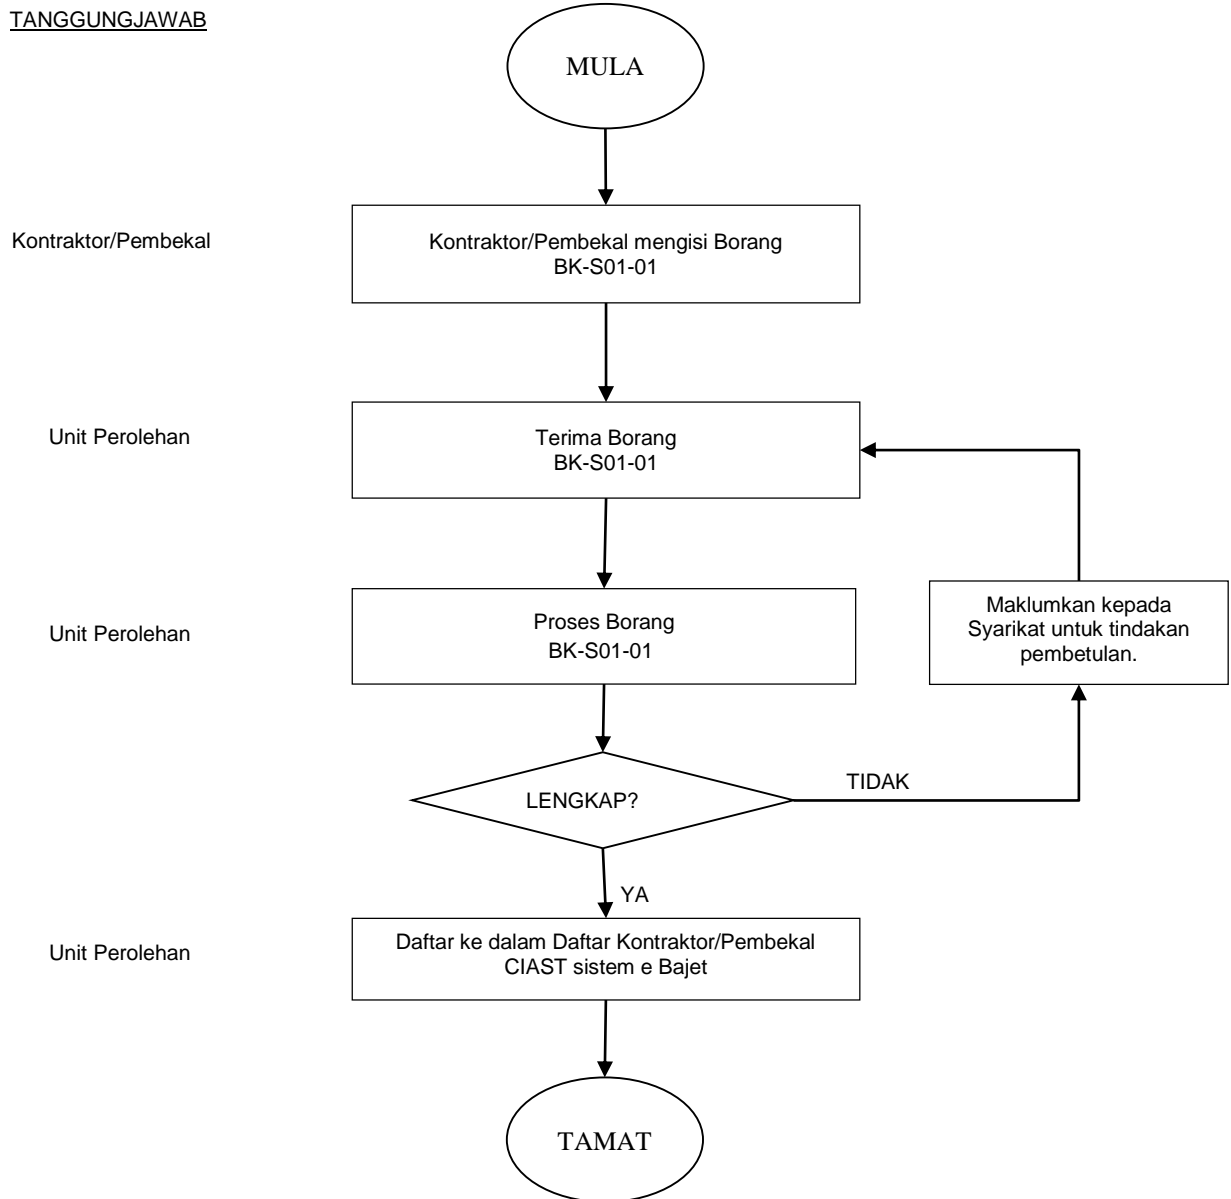 TANGGUNGJAWAB
MULA
Kontraktor/Pembekal
Kontraktor/Pembekal mengisi Borang
BK-S01-01
Unit Perolehan
Terima Borang
BK-S01-01
Unit Perolehan
Proses Borang
BK-S01-01
Maklumkan kepada
Syarikat untuk tindakan
pembetulan.
LENGKAP?
TIDAK
YA
Unit Perolehan
Daftar ke dalam Daftar Kontraktor/Pembekal
CIAST sistem e Bajet
TAMAT